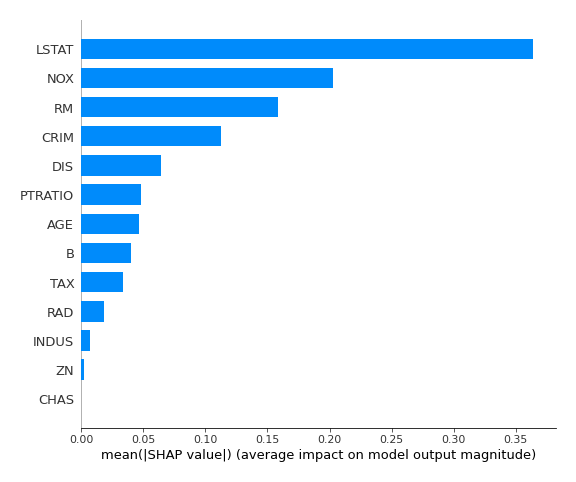 LSTAT
NOX
RM
CRIM
DIS
PTRATIO
AGE
B
TAX
RAD
INDUS
ZN
CHAS
0.00 0.05 0.10 0.15 0.20 0.25 0.30 0.35
mean(|SHAP value|) (average impact on model output magnitude)